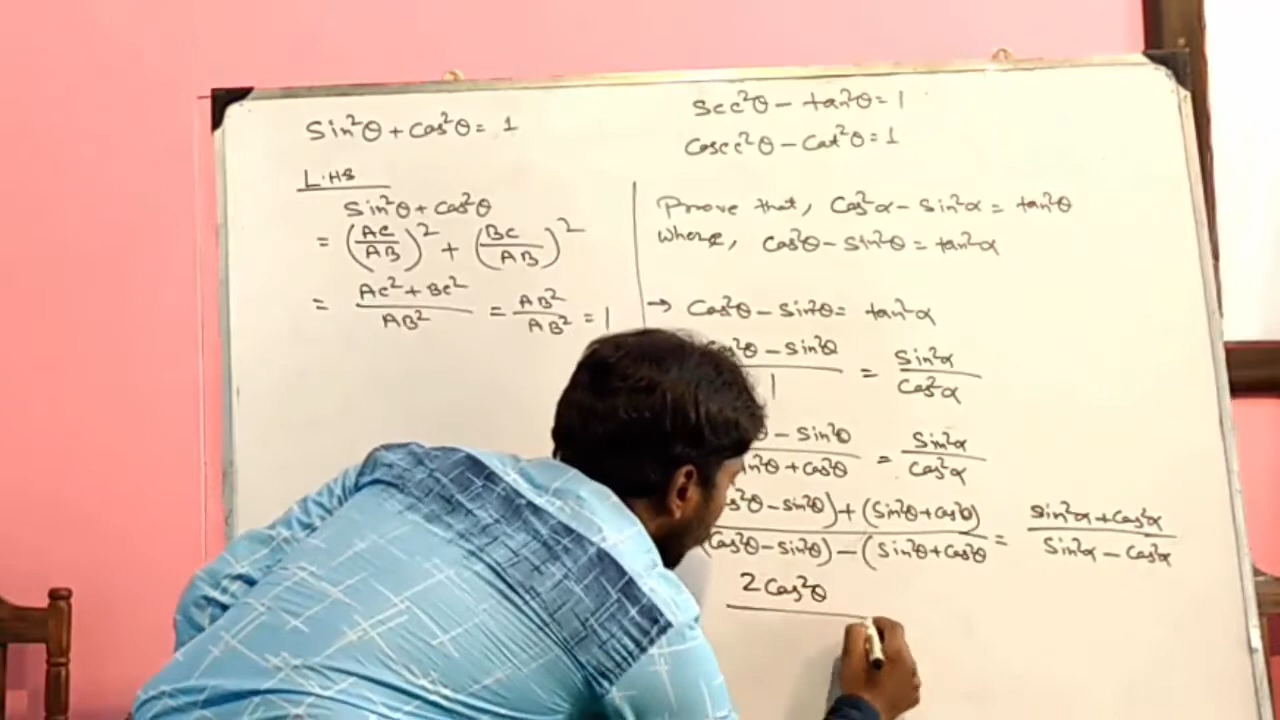 Sin²θ + Cos²θ = 1
L.HS
Sin²θ + Cos²θ
= (AC/AB)² + (BC/AB)²
= AC² + BC²/AB² = AB²/AB² = 1
Sec²θ - tan²θ = 1
Cosec²θ - Cot²θ = 1
Prove that, Cos²α - Sin²α = tan²θ
where, Cos²θ - Sin²θ = tan²α
→ Cos²θ - Sin²θ = tan²α
²θ - Sin²θ/1 = Sin²α/Cos²α
θ - Sin²θ/in²θ + Cos²θ = Sin²α/Cos²α
os²θ - Sin²θ) + (Sin²θ + Cos²θ)/(Cos²θ - Sin²θ) - (Sin²θ + Cos²θ = Sin²α + Cos²α/Sin²α - Cos²α
2 Cos²θ